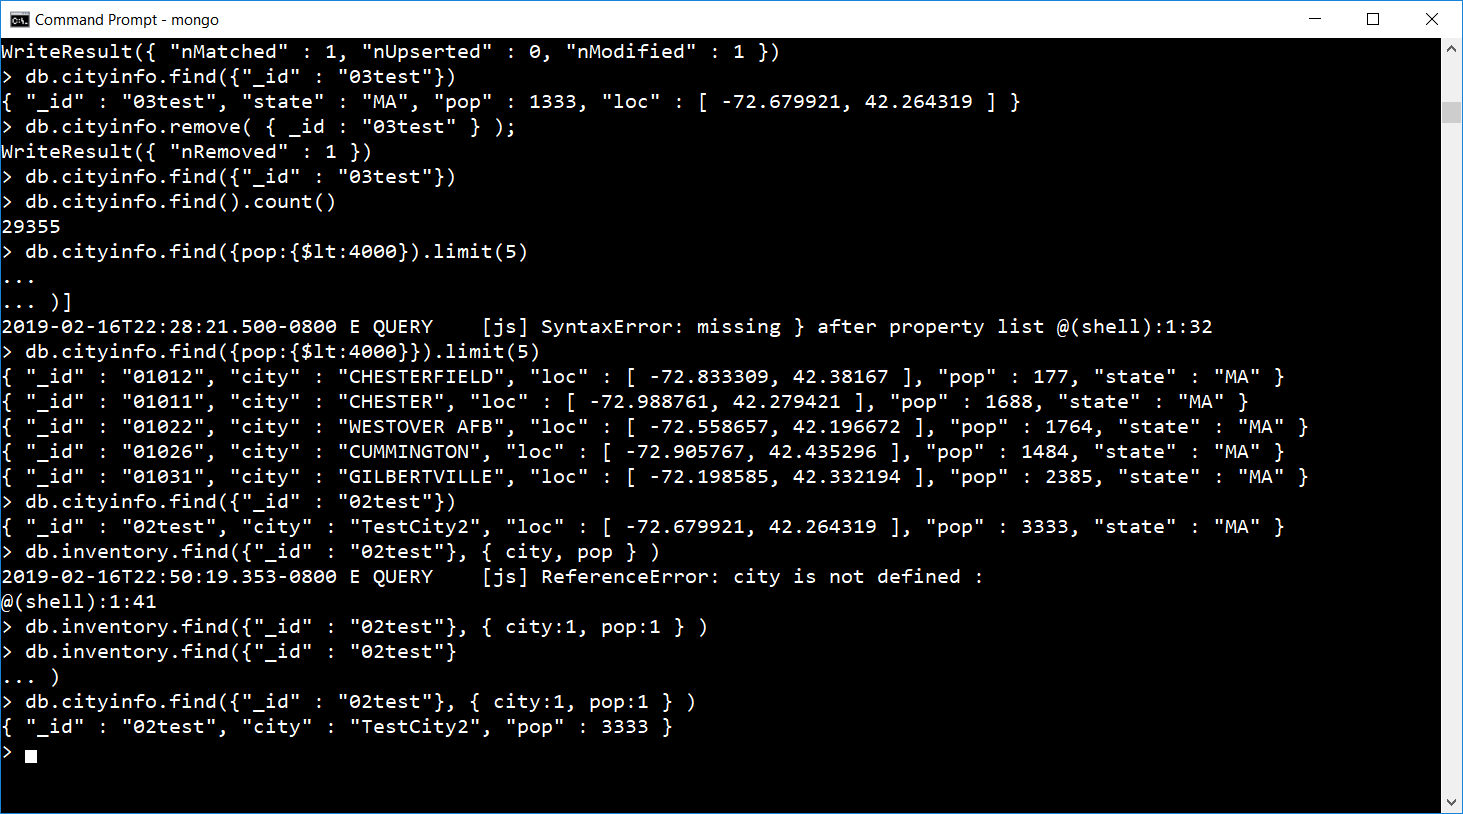 Command Prompt - mongo
WriteResult({ "nMatched" : 1, "nUpserted" : 0, "nModified" : 1 })
> db.cityinfo.find({"_id" : "03test"})
{ "_id" : "03test", "state" : "MA", "pop" : 1333, "loc" : [ -72.679921, 42.264319 ] }
> db.cityinfo.remove( { _id : "03test" } );
WriteResult({ "nRemoved" : 1 })
> db.cityinfo.find({"_id" : "03test"})
> db.cityinfo.find().count()
29355
> db.cityinfo.find({pop:{$lt:4000}).limit(5)
...
... )]
2019-02-16T22:28:21.500-0800 E QUERY    [js] SyntaxError: missing } after property list @(shell):1:32
> db.cityinfo.find({pop:{$lt:4000}}).limit(5)
{ "_id" : "01012", "city" : "CHESTERFIELD", "loc" : [ -72.833309, 42.38167 ], "pop" : 177, "state" : "MA" }
{ "_id" : "01011", "city" : "CHESTER", "loc" : [ -72.988761, 42.279421 ], "pop" : 1688, "state" : "MA" }
{ "_id" : "01022", "city" : "WESTOVER AFB", "loc" : [ -72.558657, 42.196672 ], "pop" : 1764, "state" : "MA" }
{ "_id" : "01026", "city" : "CUMMINGTON", "loc" : [ -72.905767, 42.435296 ], "pop" : 1484, "state" : "MA" }
{ "_id" : "01031", "city" : "GILBERTVILLE", "loc" : [ -72.198585, 42.332194 ], "pop" : 2385, "state" : "MA" }
> db.cityinfo.find({"_id" : "02test"})
{ "_id" : "02test", "city" : "TestCity2", "loc" : [ -72.679921, 42.264319 ], "pop" : 3333, "state" : "MA" }
> db.inventory.find({"_id" : "02test"}, { city, pop } )
2019-02-16T22:50:19.353-0800 E QUERY    [js] ReferenceError: city is not defined :
@(shell):1:41
> db.inventory.find({"_id" : "02test"}, { city:1, pop:1 } )
> db.inventory.find({"_id" : "02test"}
... )
> db.cityinfo.find({"_id" : "02test"}, { city:1, pop:1 } )
{ "_id" : "02test", "city" : "TestCity2", "pop" : 3333 }
>